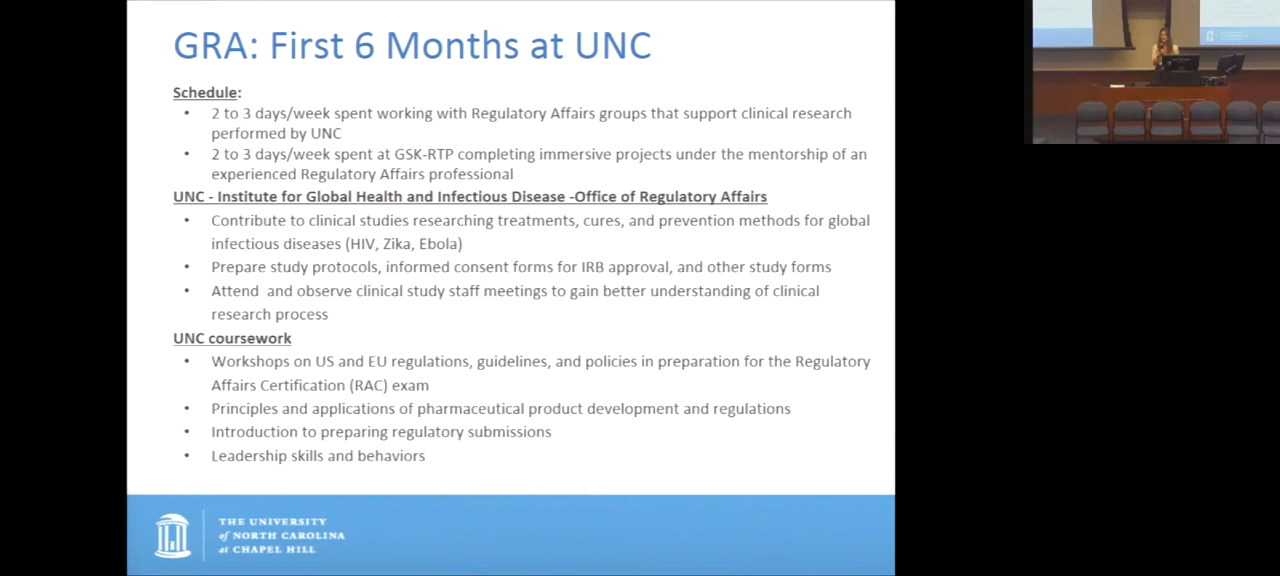 GRA: First 6 Months at UNC
Schedule:
• 2 to 3 days/week spent working with Regulatory Affairs groups that support clinical research
performed by UNC
• 2 to 3 days/week spent at GSK-RTP completing immersive projects under the mentorship of an
experienced Regulatory Affairs professional
UNC - Institute for Global Health and Infectious Disease -Office of Regulatory Affairs
• Contribute to clinical studies researching treatments, cures, and prevention methods for global
infectious diseases (HIV, Zika, Ebola)
• Prepare study protocols, informed consent forms for IRB approval, and other study forms
• Attend and observe clinical study staff meetings to gain better understanding of clinical
research process
UNC coursework
• Workshops on US and EU regulations, guidelines, and policies in preparation for the Regulatory
Affairs Certification (RAC) exam
• Principles and applications of pharmaceutical product development and regulations
• Introduction to preparing regulatory submissions
• Leadership skills and behaviors
THE UNIVERSITY
of NORTH CAROLINA
at CHAPEL HILL